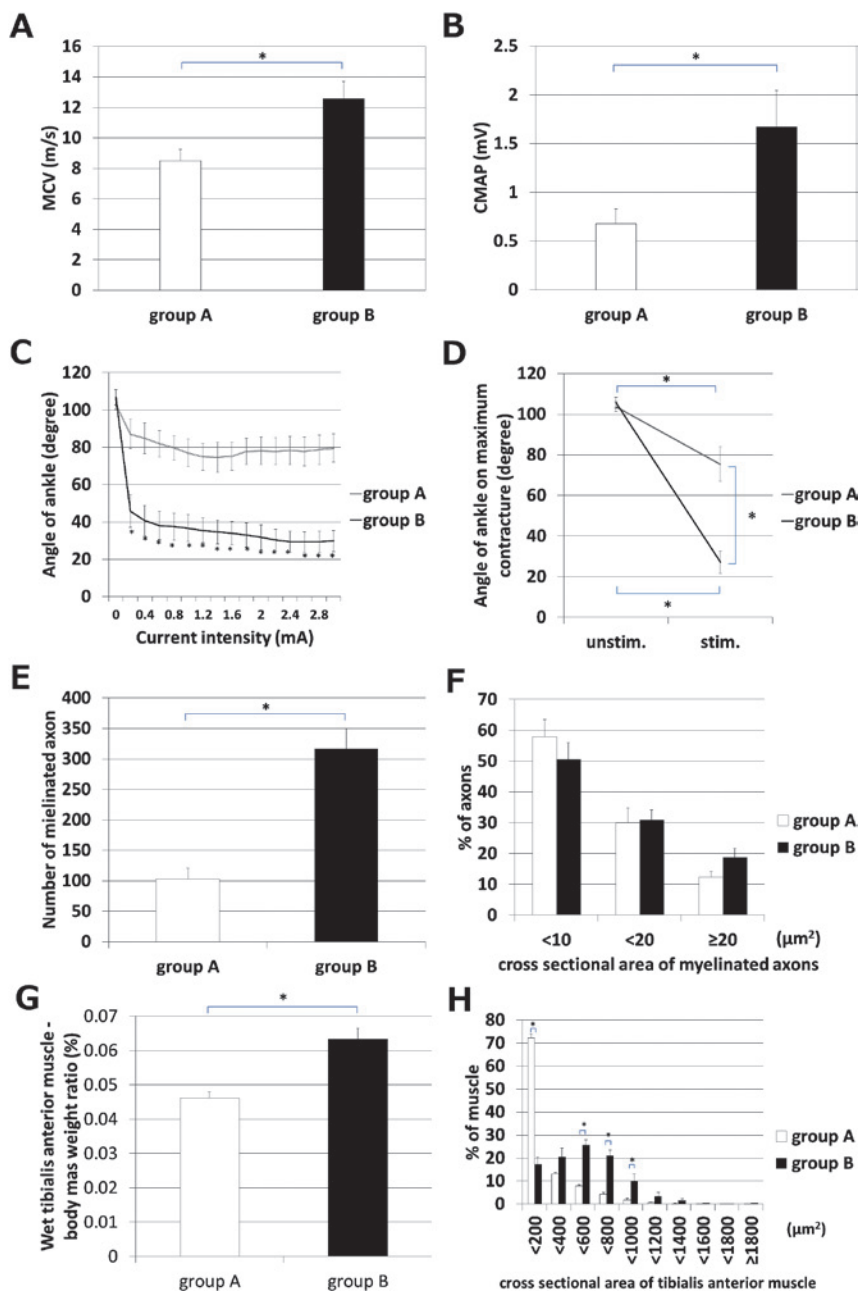 A
MCV (m/s)
16
14
12
10
8
6
4
2
0
*
group A
group B
B
CMAP (mV)
2.5
2
1.5
1
0.5
0
*
group A
group B
C
Angle of ankle (degree)
120
100
80
60
40
20
0
* * * * * * * * * * * * * * *
group A
group B
0 0.4 0.8 1.2 1.6 2 2.4 2.8
Current intensity (mA)
D
Angle of ankle on maximum
contracture (degree)
120
100
80
60
40
20
0
*
*
*
group A
group B
unstim.
stim.
E
Number of mielinated axon
400
350
300
250
200
150
100
50
0
*
group A
group B
F
% of axons
70
60
50
40
30
20
10
0
group A
group B
<10 <20 ≥20 (μm²)
cross sectional area of myelinated axons
G
Wet tibialis anterior muscle -
body mas weight ratio (%)
0.07
0.06
0.05
0.04
0.03
0.02
0.01
0
*
group A
group B
H
% of muscle
80
70
60
50
40
30
20
10
0
*
*
*
*
group A
group B
<200 <400 <600 <800 <1000 <1200 <1400 <1600 <1800 ≥1800 (μm²)
cross sectional area of tibialis anterior muscle